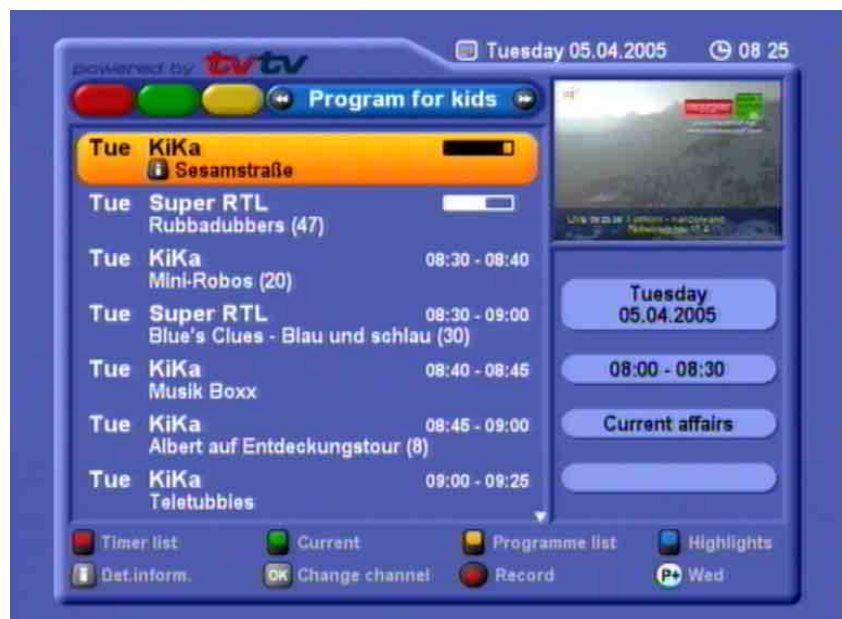 powered by tvtv
Tuesday 05.04.2005
08 25
Program for kids
Tue KiKa
i Sesamstraße
Tue Super RTL
Rubbadubbers (47)
Tue KiKa 08:30 - 08:40
Mini-Robos (20)
Tue Super RTL 08:30 - 09:00
Blue's Clues - Blau und schlau (30)
Tue KiKa 08:40 - 08:45
Musik Boxx
Tue KiKa 08:45 - 09:00
Albert auf Entdeckungstour (8)
Tue KiKa 09:00 - 09:25
Teletubbies
Tuesday
05.04.2005
08:00 - 08:30
Current affairs
Timer list
Current
Programme list
Highlights
i Det.inform.
OK Change channel
Record
P+ Wed